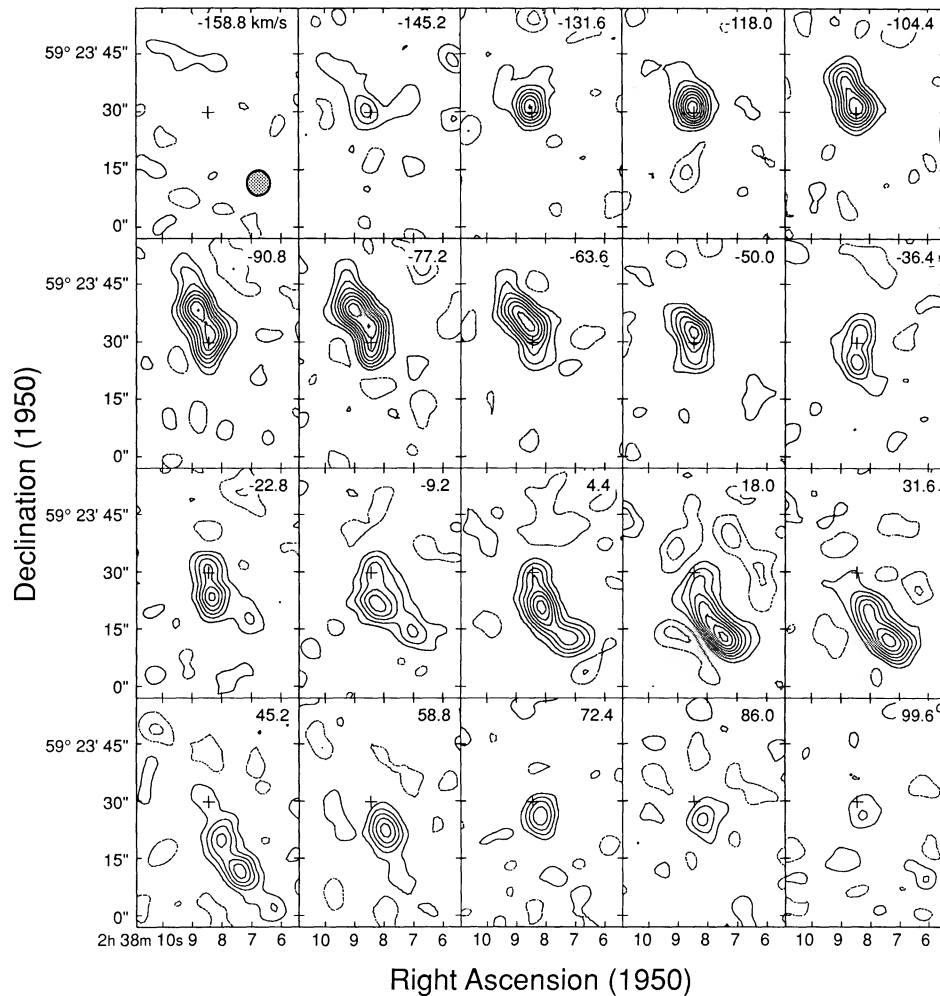 -158.8 km/s -145.2 -131.6 -118.0 -104.4
59° 23' 45"
30"
15"
0"
-90.8 -77.2 -63.6 -50.0 -36.4
59° 23' 45"
30"
15"
0"
Declination (1950)
-22.8 -9.2 4.4 18.0 31.6
59° 23' 45"
30"
15"
0"
45.2 58.8 72.4 86.0 99.6
59° 23' 45"
30"
15"
0"
2h 38m 10s 9 8 7 6 10 9 8 7 6 10 9 8 7 6 10 9 8 7 6 10 9 8 7 6
Right Ascension (1950)